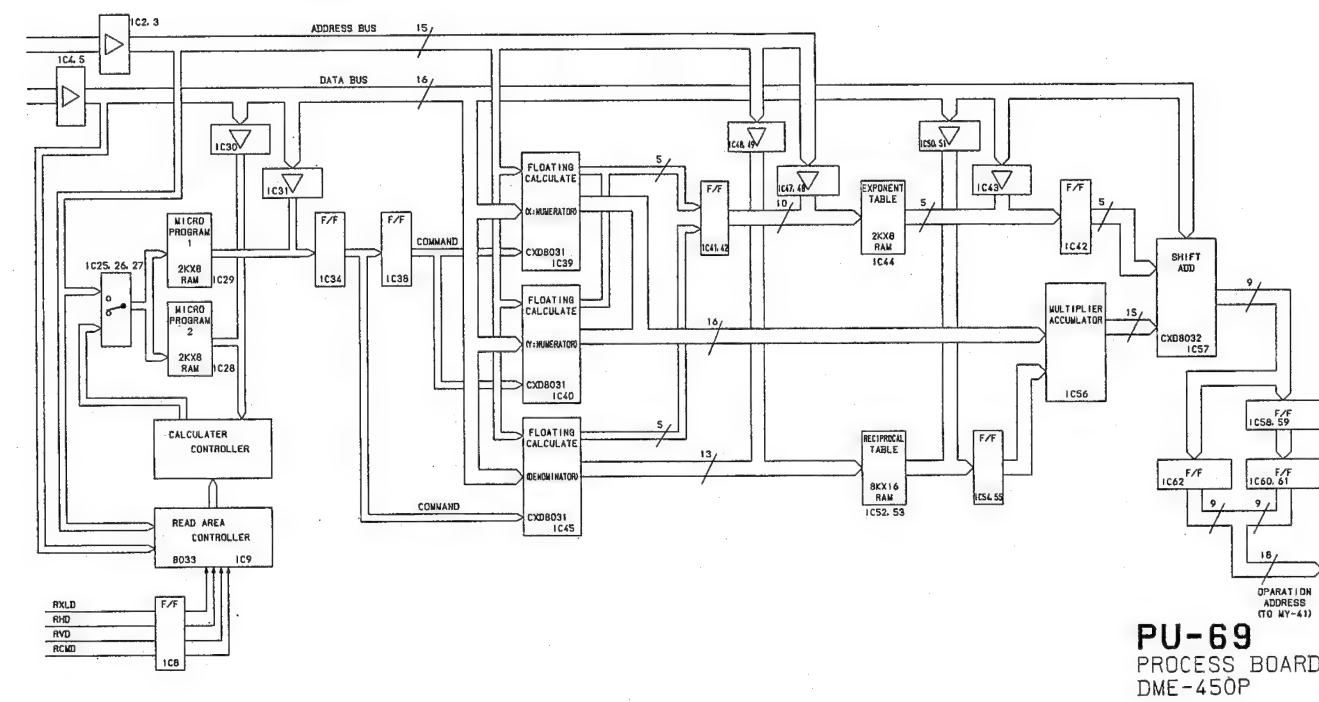 IC2.3
ADDRESS BUS
15
IC4.5
DATA BUS
16
IC30
IC31
IC25.26.27
MICRO
PROGRAM
1
2KX8
RAM
IC29
MICRO
PROGRAM
2
2KX8
RAM
IC28
CALCULATER
CONTROLLER
READ AREA
CONTROLLER
8033
IC9
RXLD
RHD
RVD
RCMD
F/F
IC8
F/F
IC34
F/F
IC38
COMMAND
COMMAND
FLOATING
CALCULATE
(X:NUMERATOR)
CXD8031
IC39
FLOATING
CALCULATE
(Y:NUMERATOR)
CXD8031
IC40
FLOATING
CALCULATE
(DENOMINATOR)
CXD8031
IC45
5
16
5
13
F/F
IC41.42
IC48.49
IC47.48
10
EXPONENT
TABLE
2KX8
RAM
IC44
5
IC50.51
IC43
F/F
IC42
5
RECIPROCAL
TABLE
8KX16
RAM
IC52.53
F/F
IC54.55
MULTIPLIER
ACCUMLATOR
IC56
15
SHIFT
ADD
CXD8032
IC57
9
F/F
IC58.59
F/F
IC62
F/F
IC60.61
9
9
18
OPARATION
ADDRESS
(TO MY-41)
PU-69
PROCESS BOARD
DME-450P